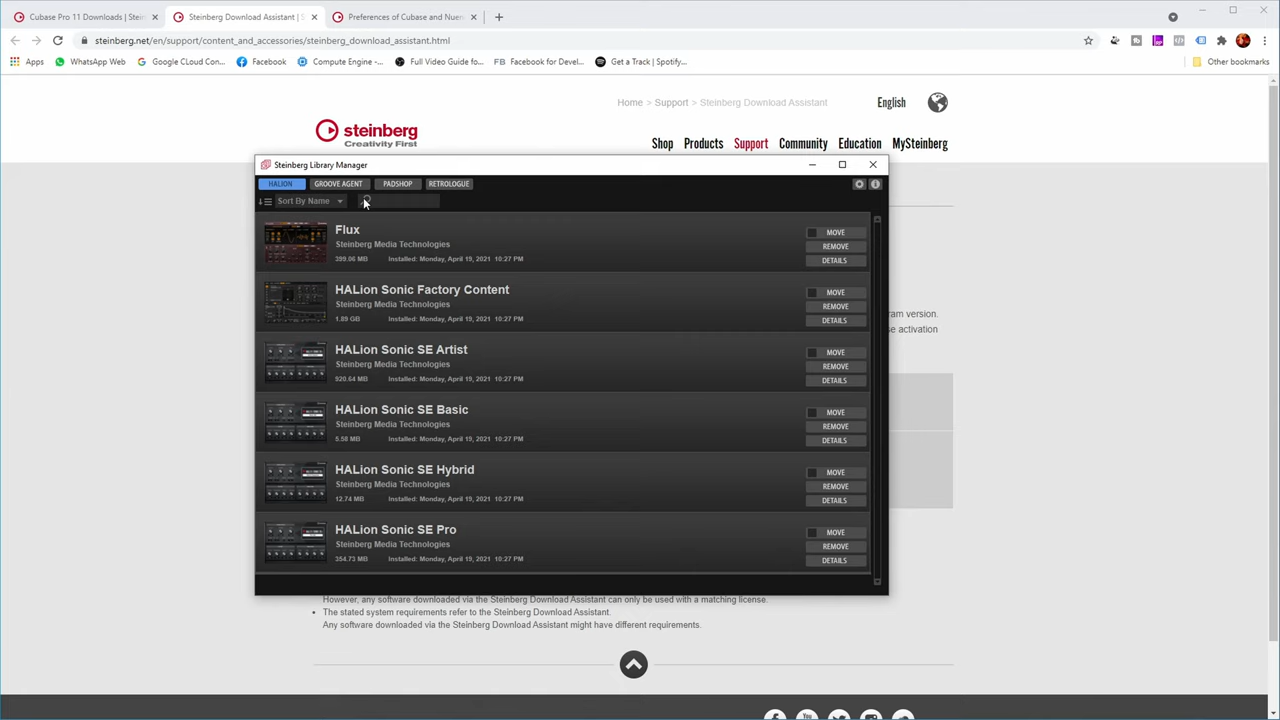 Cubase Pro 11 Downloads | Stein
Steinberg Download Assistant | S
Preferences of Cubase and Nuen
steinberg.net/en/support/content_and_accessories/steinberg_download_assistant.html
Apps
WhatsApp Web
Google CLoud Con...
Facebook
Compute Engine -...
Full Video Guide fo...
FB
Facebook for Devel...
Get a Track | Spotify...
Other bookmarks
Home > Support > Steinberg Download Assistant
English
steinberg
Creativity First
Shop
Products
Support
Community
Education
MySteinberg
Steinberg Library Manager
HALION
GROOVE AGENT
PADSHOP
RETROLOGUE
Sort By Name
Flux
Steinberg Media Technologies
399.06 MB Installed: Monday, April 19, 2021 10:27 PM
MOVE
REMOVE
DETAILS
HALion Sonic Factory Content
Steinberg Media Technologies
1.89 GB Installed: Monday, April 19, 2021 10:27 PM
MOVE
REMOVE
DETAILS
HALion Sonic SE Artist
Steinberg Media Technologies
920.64 MB Installed: Monday, April 19, 2021 10:27 PM
MOVE
REMOVE
DETAILS
HALion Sonic SE Basic
Steinberg Media Technologies
5.58 MB Installed: Monday, April 19, 2021 10:27 PM
MOVE
REMOVE
DETAILS
HALion Sonic SE Hybrid
Steinberg Media Technologies
12.74 MB Installed: Monday, April 19, 2021 10:27 PM
MOVE
REMOVE
DETAILS
HALion Sonic SE Pro
Steinberg Media Technologies
354.73 MB Installed: Monday, April 19, 2021 10:27 PM
MOVE
REMOVE
DETAILS
ram version.
se activation
However, any software downloaded via the Steinberg Download Assistant can only be used with a matching license.
• The stated system requirements refer to the Steinberg Download Assistant.
Any software downloaded via the Steinberg Download Assistant might have different requirements.